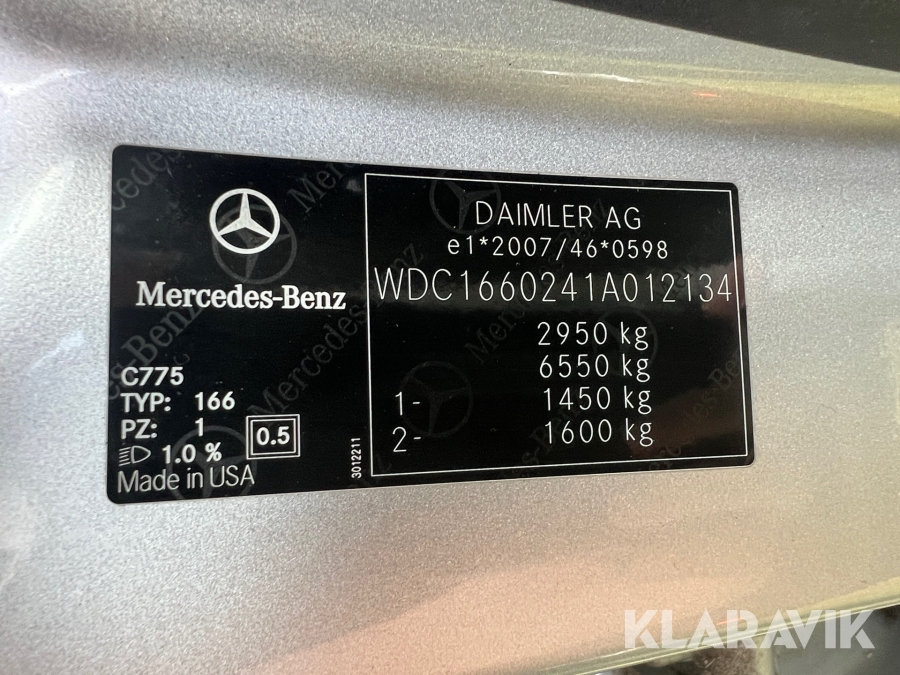 Mercedes-Benz
C775
TYP: 166
PZ: 1
1.0 %
0.5
Made in USA
3012211
DAIMLER AG
e1*2007/46*0598
WDC1660241A012134
2950 kg
6550 kg
1- 1450 kg
2- 1600 kg
KLARAVIK